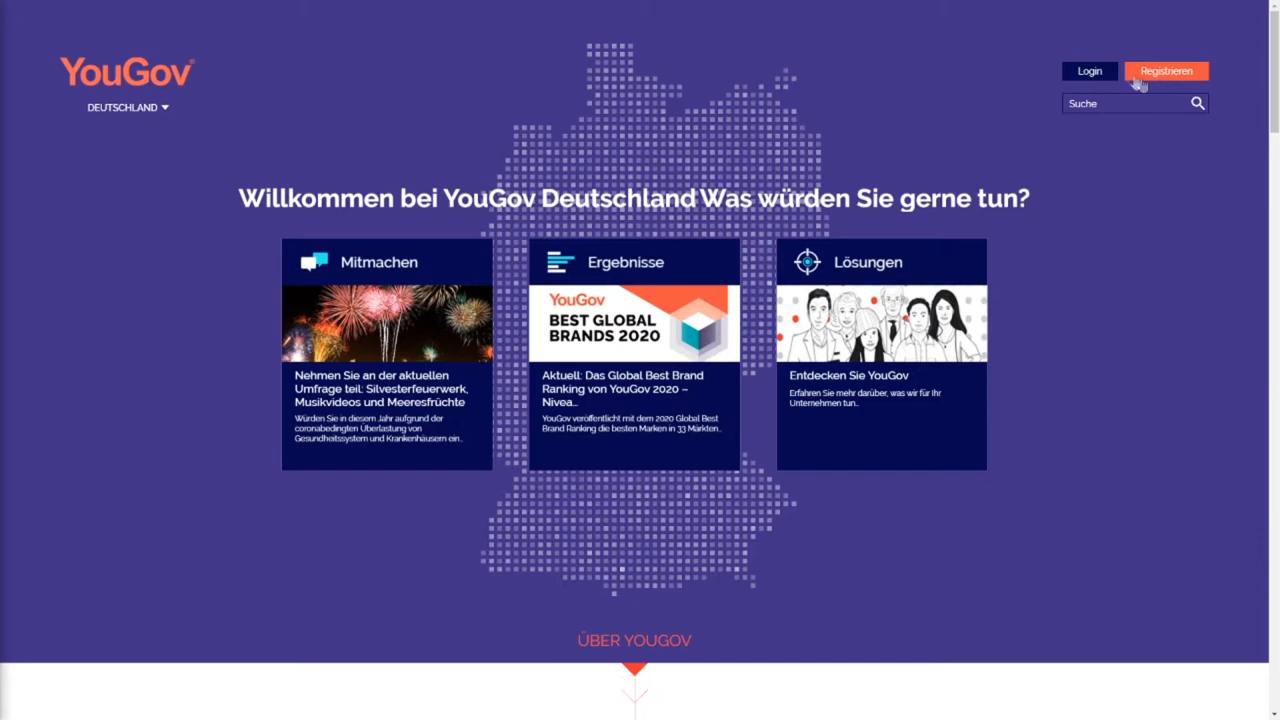 YouGov
DEUTSCHLAND
Login
Registrieren
Suche
Willkommen bei YouGov Deutschland Was würden Sie gerne tun?
Mitmachen
Nehmen Sie an der aktuellen
Umfrage teil: Silvesterfeuerwerk,
Musikvideos und Meeresfrüchte
Würden Sie in diesem Jahr aufgrund der
coronabedingten Überlastung von
Gesundheitssystem und Krankenhäusern ein..
Ergebnisse
YouGov
BEST GLOBAL
BRANDS 2020
Aktuell: Das Global Best Brand
Ranking von YouGov 2020 –
Nivea...
YouGov veröffentlicht mit dem 2020 Global Best
Brand Ranking die besten Marken in 33 Märkten..
Lösungen
Entdecken Sie YouGov
Erfahren Sie mehr darüber, was wir für Ihr
Unternehmen tun..
ÜBER YOUGOV